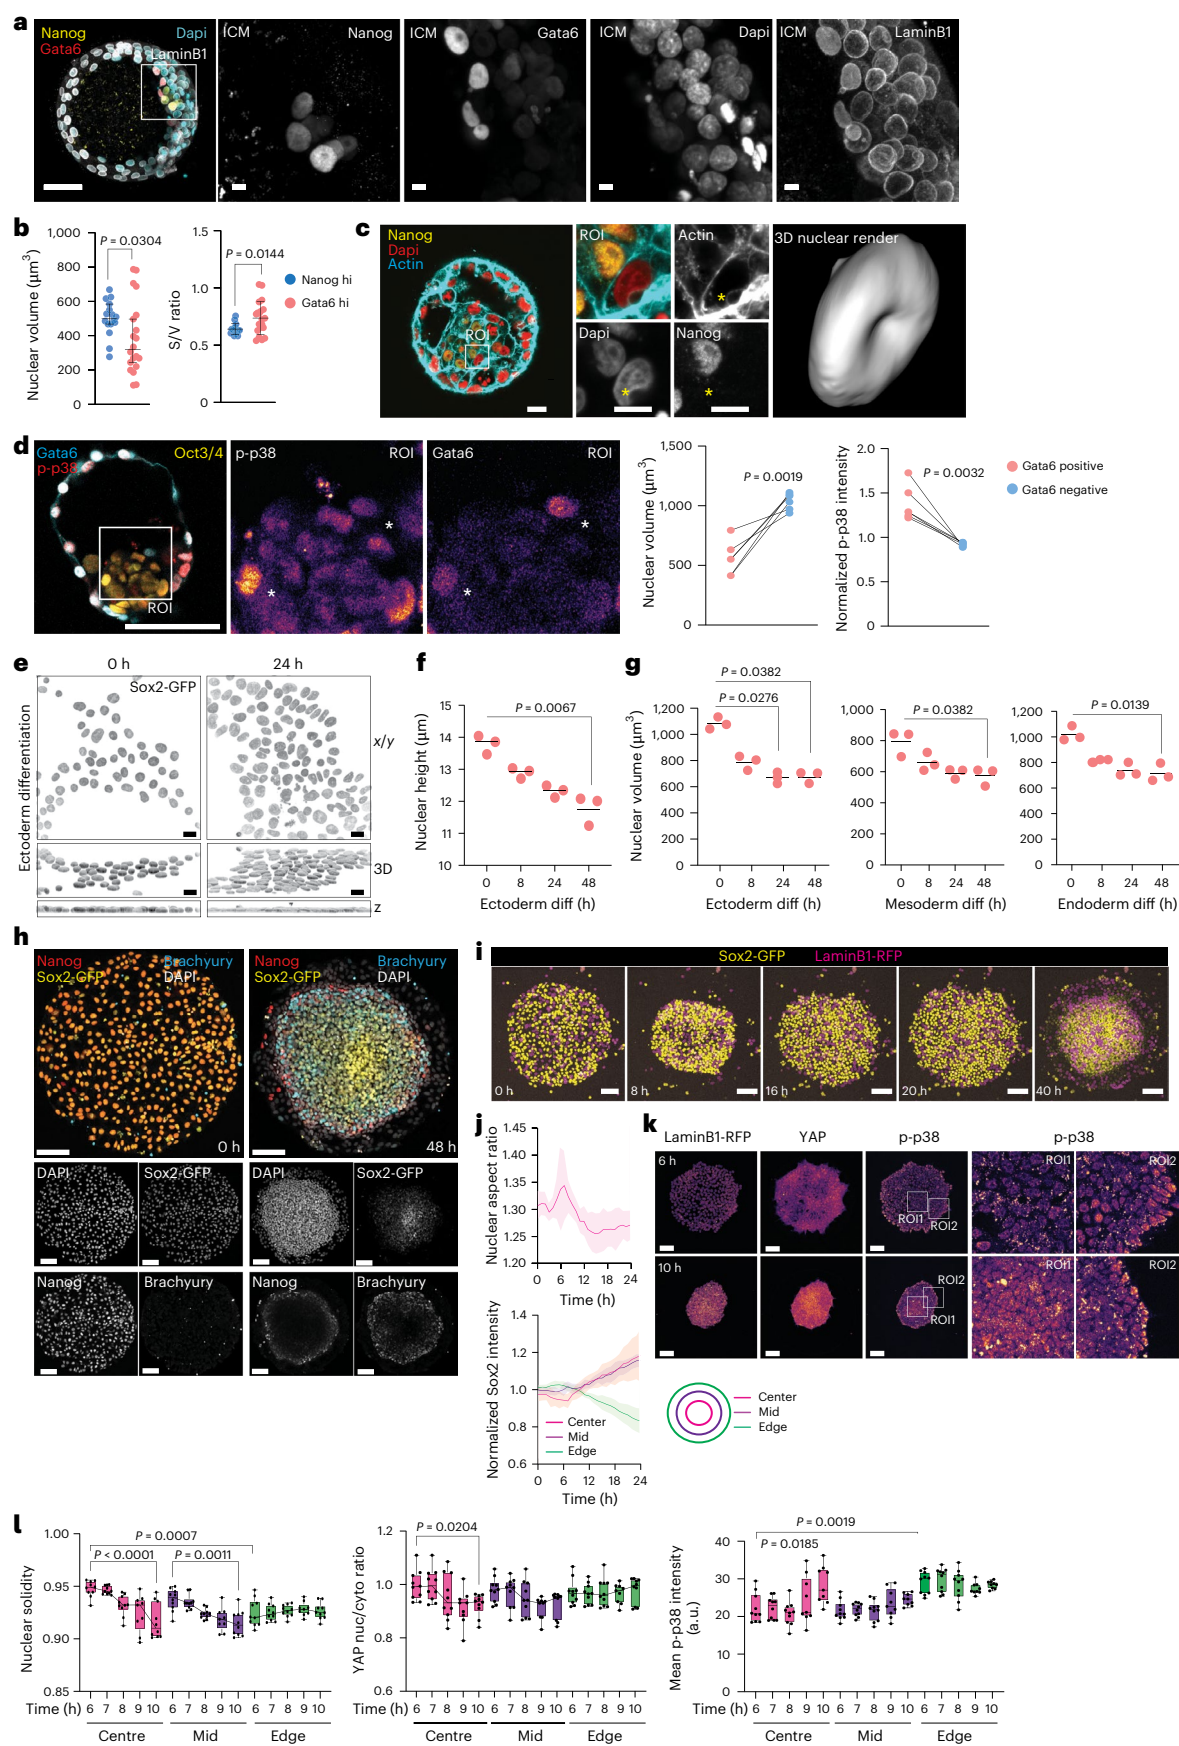 a
Nanog
Gata6
Dapi
LaminB1
ICM
Nanog
ICM
Gata6
ICM
Dapi
ICM
LaminB1
b
Nuclear volume (µm³)
1,000
800
600
400
200
0
P = 0.0304
S/V ratio
1.5
1.0
0.5
0
P = 0.0144
Nanog hi
Gata6 hi
c
Nanog
Dapi
Actin
ROI
ROI
Actin
*
Dapi
*
Nanog
*
3D nuclear render
d
Gata6
p-p38
Oct3/4
ROI
p-p38
ROI
*
*
Gata6
ROI
*
*
Nuclear volume (µm³)
1,500
1,000
500
0
P = 0.0019
Normalized p-p38 intensity
2.0
1.5
1.0
0.5
0
P = 0.0032
Gata6 positive
Gata6 negative
e
0 h
24 h
Ectoderm differentiation
Sox2-GFP
x/y
3D
z
f
Nuclear height (µm)
15
14
13
12
11
10
P = 0.0067
0 8 24 48
Ectoderm diff (h)
g
Nuclear volume (µm³)
P = 0.0382
P = 0.0276
1,200
1,000
800
600
400
200
0
0 8 24 48
Ectoderm diff (h)
P = 0.0382
1,000
800
600
400
200
0
0 8 24 48
Mesoderm diff (h)
P = 0.0139
1,200
1,000
800
600
400
200
0
0 8 24 48
Endoderm diff (h)
h
Nanog
Sox2-GFP
Brachyury
DAPI
0 h
Nanog
Sox2-GFP
Brachyury
DAPI
48 h
DAPI
Sox2-GFP
DAPI
Sox2-GFP
Nanog
Brachyury
Nanog
Brachyury
i
Sox2-GFP
LaminB1-RFP
0 h
8 h
16 h
20 h
40 h
j
Nuclear aspect ratio
1.45
1.40
1.35
1.30
1.25
1.20
0 6 12 18 24
Time (h)
Normalized Sox2 intensity
1.4
1.2
1.0
0.8
0.6
Center
Mid
Edge
0 6 12 18 24
Time (h)
k
LaminB1-RFP
YAP
p-p38
p-p38
6 h
ROI1
ROI2
ROI1
ROI2
10 h
ROI2
ROI1
ROI1
ROI2
Center
Mid
Edge
l
Nuclear solidity
1.00
0.95
0.90
0.85
P = 0.0007
P < 0.0001
P = 0.0011
Time (h) 6 7 8 9 10 6 7 8 9 10 6 7 8 9 10
Centre
Mid
Edge
YAP nuc/cyto ratio
1.2
1.0
0.8
0.6
P = 0.0204
6 7 8 9 10 6 7 8 9 10 6 7 8 9 10
Centre
Mid
Edge
Mean p-p38 intensity
(a.u.)
40
30
20
10
0
P = 0.0019
P = 0.0185
Time (h) 6 7 8 9 10 6 7 8 9 10 6 7 8 9 10
Centre
Mid
Edge